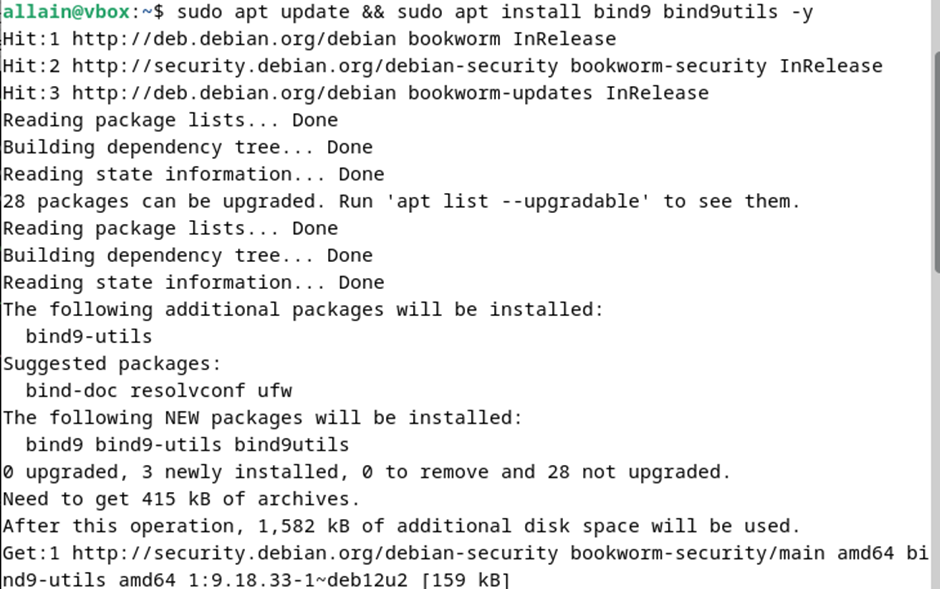 allain@vbox:~$ sudo apt update && sudo apt install bind9 bind9utils -y
Hit:1 http://deb.debian.org/debian bookworm InRelease
Hit:2 http://security.debian.org/debian-security bookworm-security InRelease
Hit:3 http://deb.debian.org/debian bookworm-updates InRelease
Reading package lists... Done
Building dependency tree... Done
Reading state information... Done
28 packages can be upgraded. Run 'apt list --upgradable' to see them.
Reading package lists... Done
Building dependency tree... Done
Reading state information... Done
The following additional packages will be installed:
  bind9-utils
Suggested packages:
  bind-doc resolvconf ufw
The following NEW packages will be installed:
  bind9 bind9-utils bind9utils
0 upgraded, 3 newly installed, 0 to remove and 28 not upgraded.
Need to get 415 kB of archives.
After this operation, 1,582 kB of additional disk space will be used.
Get:1 http://security.debian.org/debian-security bookworm-security/main amd64 bi
nd9-utils amd64 1:9.18.33-1~deb12u2 [159 kB]